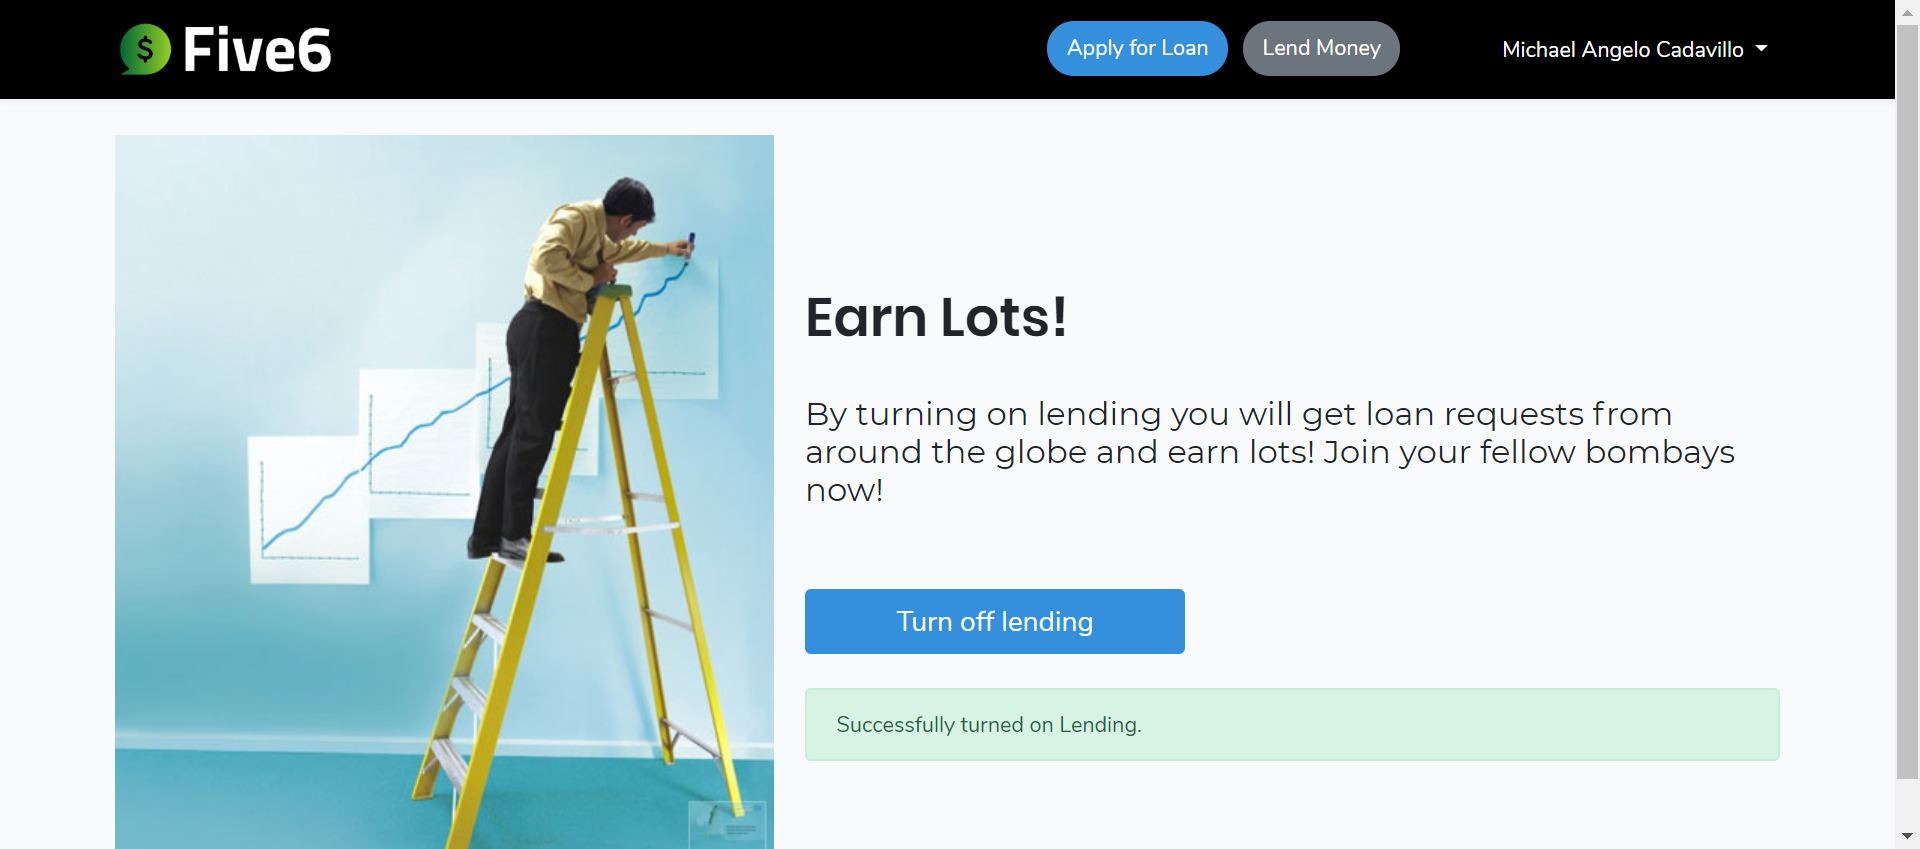 Five6
Apply for Loan
Lend Money
Michael Angelo Cadavillo
Earn Lots!
By turning on lending you will get loan requests from
around the globe and earn lots! Join your fellow bombays
now!
Turn off lending
Successfully turned on Lending.